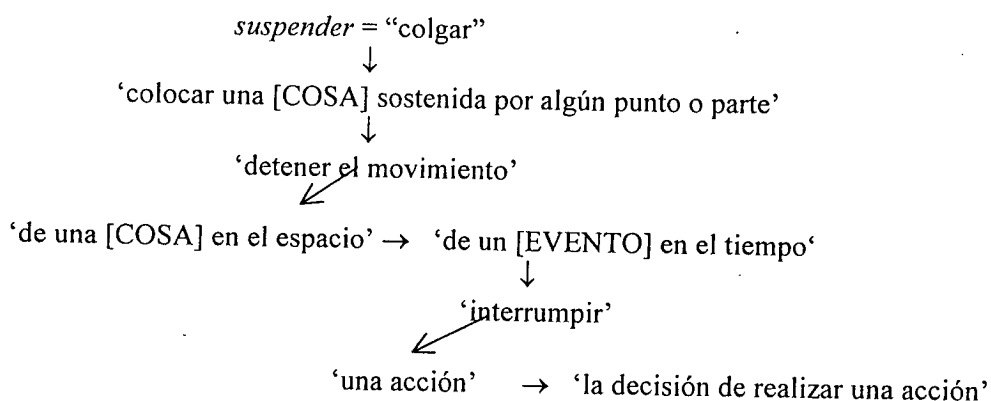 suspender = “colgar”
↓
‘colocar una [COSA] sostenida por algún punto o parte’
↓
‘detener el movimiento’
‘de una [COSA] en el espacio’ → ‘de un [EVENTO] en el tiempo‘
↓
‘interrumpir’
‘una acción’ → ‘la decisión de realizar una acción’